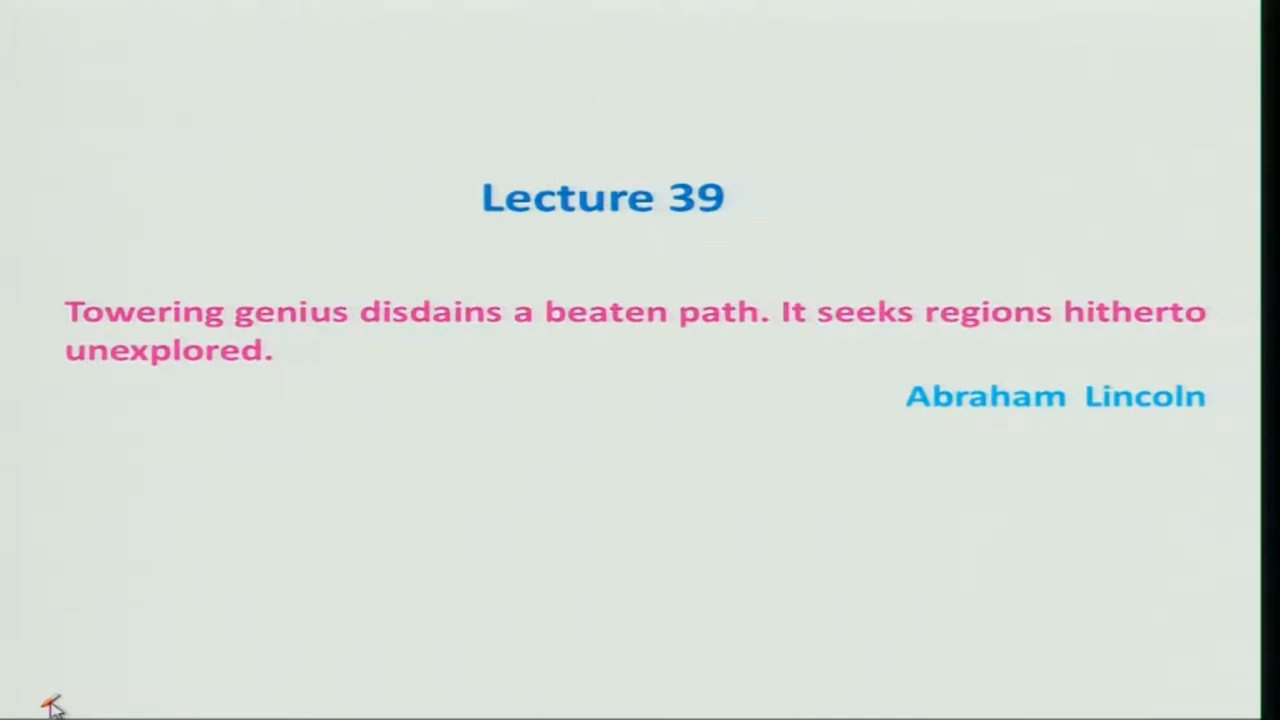 Lecture 39
Towering genius disdains a beaten path. It seeks regions hitherto
unexplored.
Abraham Lincoln